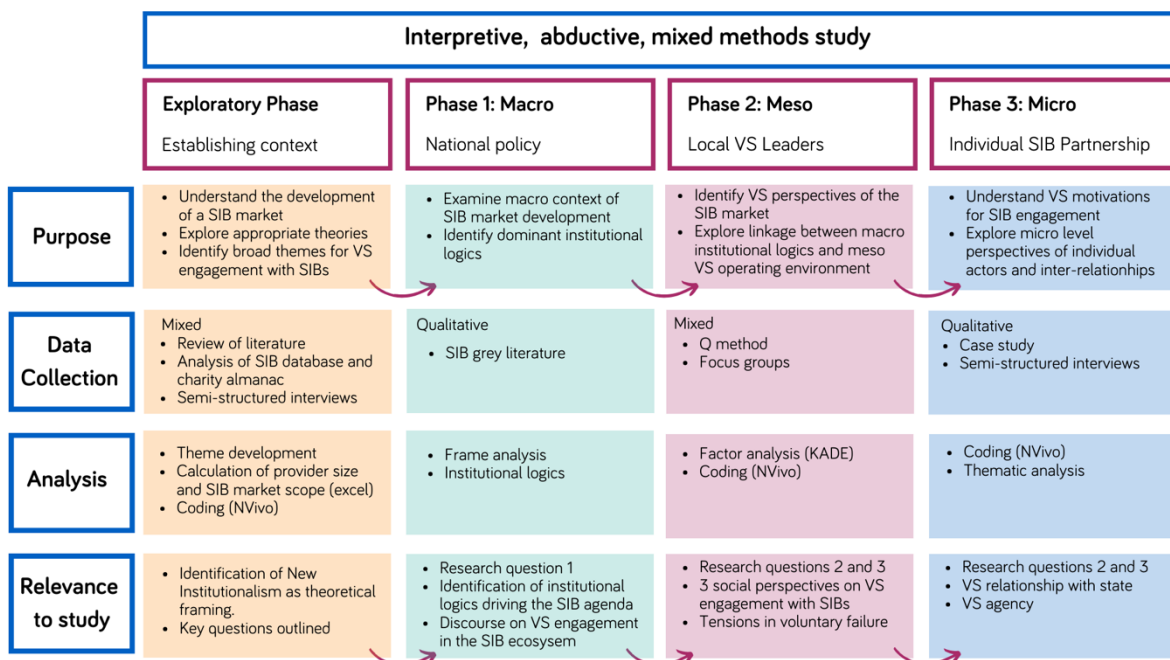 Interpretive, abductive, mixed methods study
Exploratory Phase
Establishing context
Phase 1: Macro
National policy
Phase 2: Meso
Local VS Leaders
Phase 3: Micro
Individual SIB Partnership
Purpose
• Understand the development
of a SIB market
• Explore appropriate theories
• Identify broad themes for VS
engagement with SIBs
• Examine macro context of
SIB market development
• Identify dominant institutional
logics
• Identify VS perspectives of the
SIB market
• Explore linkage between macro
institutional logics and meso
VS operating environment
• Understand VS motivations
for SIB engagement
• Explore micro level
perspectives of individual
actors and inter-relationships
Data
Collection
Mixed
• Review of literature
• Analysis of SIB database and
charity almanac
• Semi-structured interviews
Qualitative
• SIB grey literature
Mixed
• Q method
• Focus groups
Qualitative
• Case study
• Semi-structured interviews
Analysis
• Theme development
• Calculation of provider size
and SIB market scope (excel)
• Coding (NVivo)
• Frame analysis
• Institutional logics
• Factor analysis (KADE)
• Coding (NVivo)
• Coding (NVivo)
• Thematic analysis
Relevance
to study
• Identification of New
Institutionalism as theoretical
framing.
• Key questions outlined
• Research question 1
• Identification of institutional
logics driving the SIB agenda
• Discourse on VS engagement
in the SIB ecosysem
• Research questions 2 and 3
• 3 social perspectives on VS
engagement with SIBs
• Tensions in voluntary failure
• Research questions 2 and 3
• VS relationship with state
• VS agency